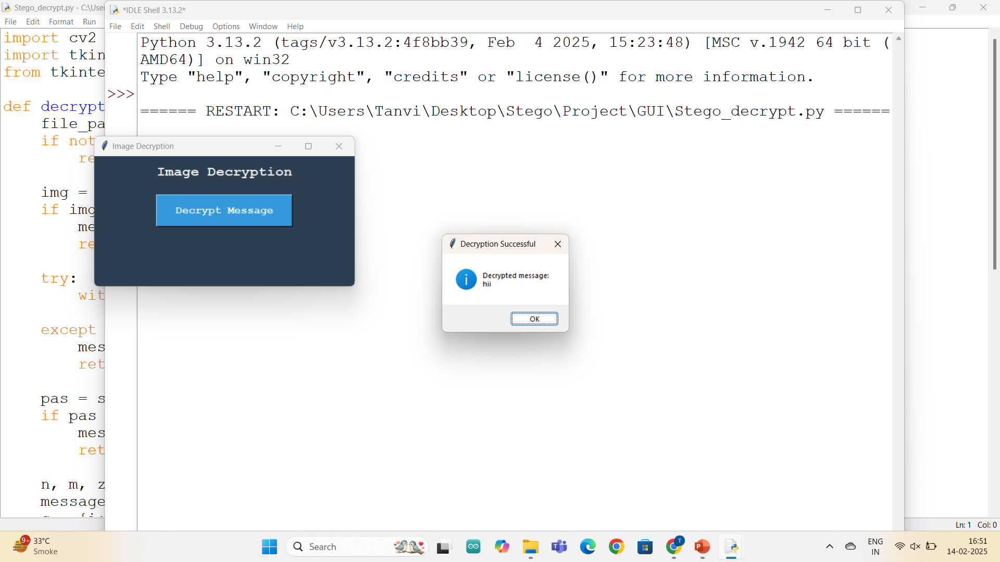 Stego_decrypt.py - C:\User
File Edit Format Run
import cv2
import tkin
from tkinte
def decrypt
file_pa
if not
re
img =
if img
me
re
try:
wit
except
mes
ret
pas = s
if pas
mes
ret
n, m, z
message
*IDLE Shell 3.13.2*
File Edit Shell Debug Options Window Help
Python 3.13.2 (tags/v3.13.2:4f8bb39, Feb  4 2025, 15:23:48) [MSC v.1942 64 bit (
AMD64)] on win32
Type "help", "copyright", "credits" or "license()" for more information.
>>>
====== RESTART: C:\Users\Tanvi\Desktop\Stego\Project\GUI\Stego_decrypt.py ======
Image Decryption
Image Decryption
Decrypt Message
Decryption Successful
Decrypted message:
hii
OK
Ln: 1 Col: 0
9+
33°C
Smoke
Search
T
ENG
IN
16:51
14-02-2025